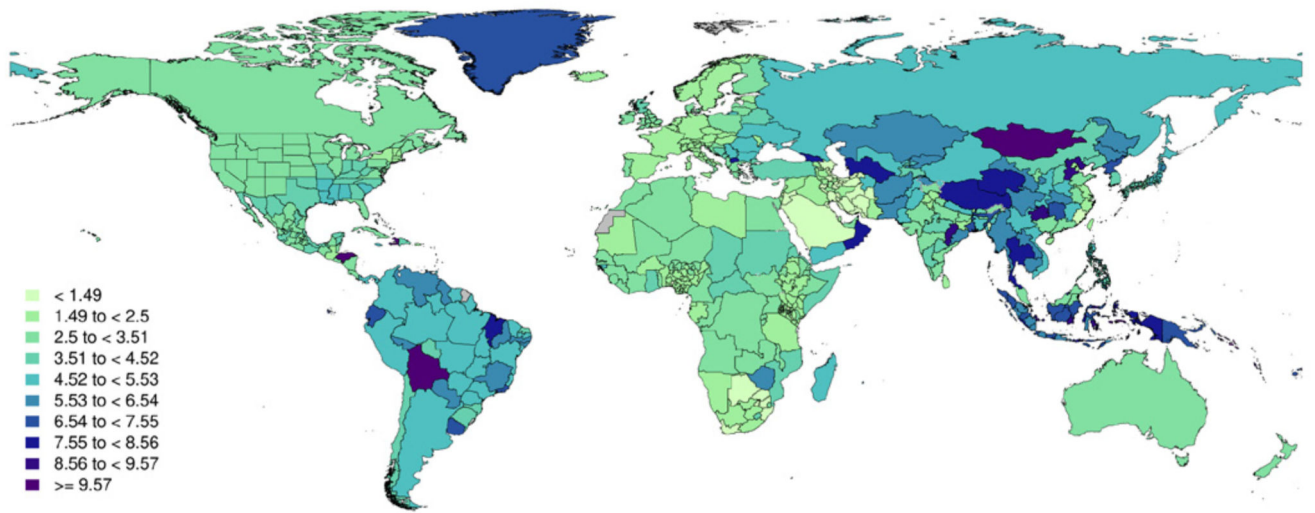 < 1.49
1.49 to < 2.5
2.5 to < 3.51
3.51 to < 4.52
4.52 to < 5.53
5.53 to < 6.54
6.54 to < 7.55
7.55 to < 8.56
8.56 to < 9.57
>= 9.57